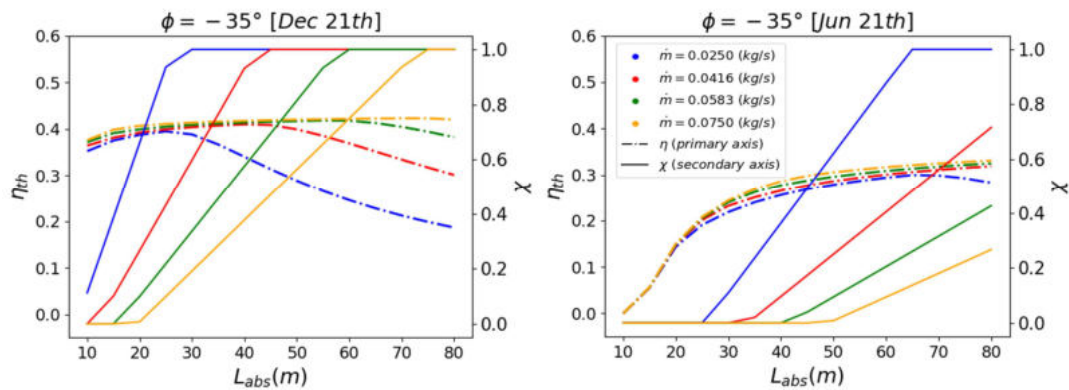 ϕ = −35° [Dec 21th]
0.6
0.5
0.4
0.3
0.2
0.1
0.0
η_th
1.0
0.8
0.6
0.4
0.2
0.0
χ
10 20 30 40 50 60 70 80
L_abs(m)
ϕ = −35° [Jun 21th]
0.6
0.5
0.4
0.3
0.2
0.1
0.0
η_th
ṁ = 0.0250 (kg/s)
ṁ = 0.0416 (kg/s)
ṁ = 0.0583 (kg/s)
ṁ = 0.0750 (kg/s)
η (primary axis)
χ (secondary axis)
1.0
0.8
0.6
0.4
0.2
0.0
χ
10 20 30 40 50 60 70 80
L_abs(m)